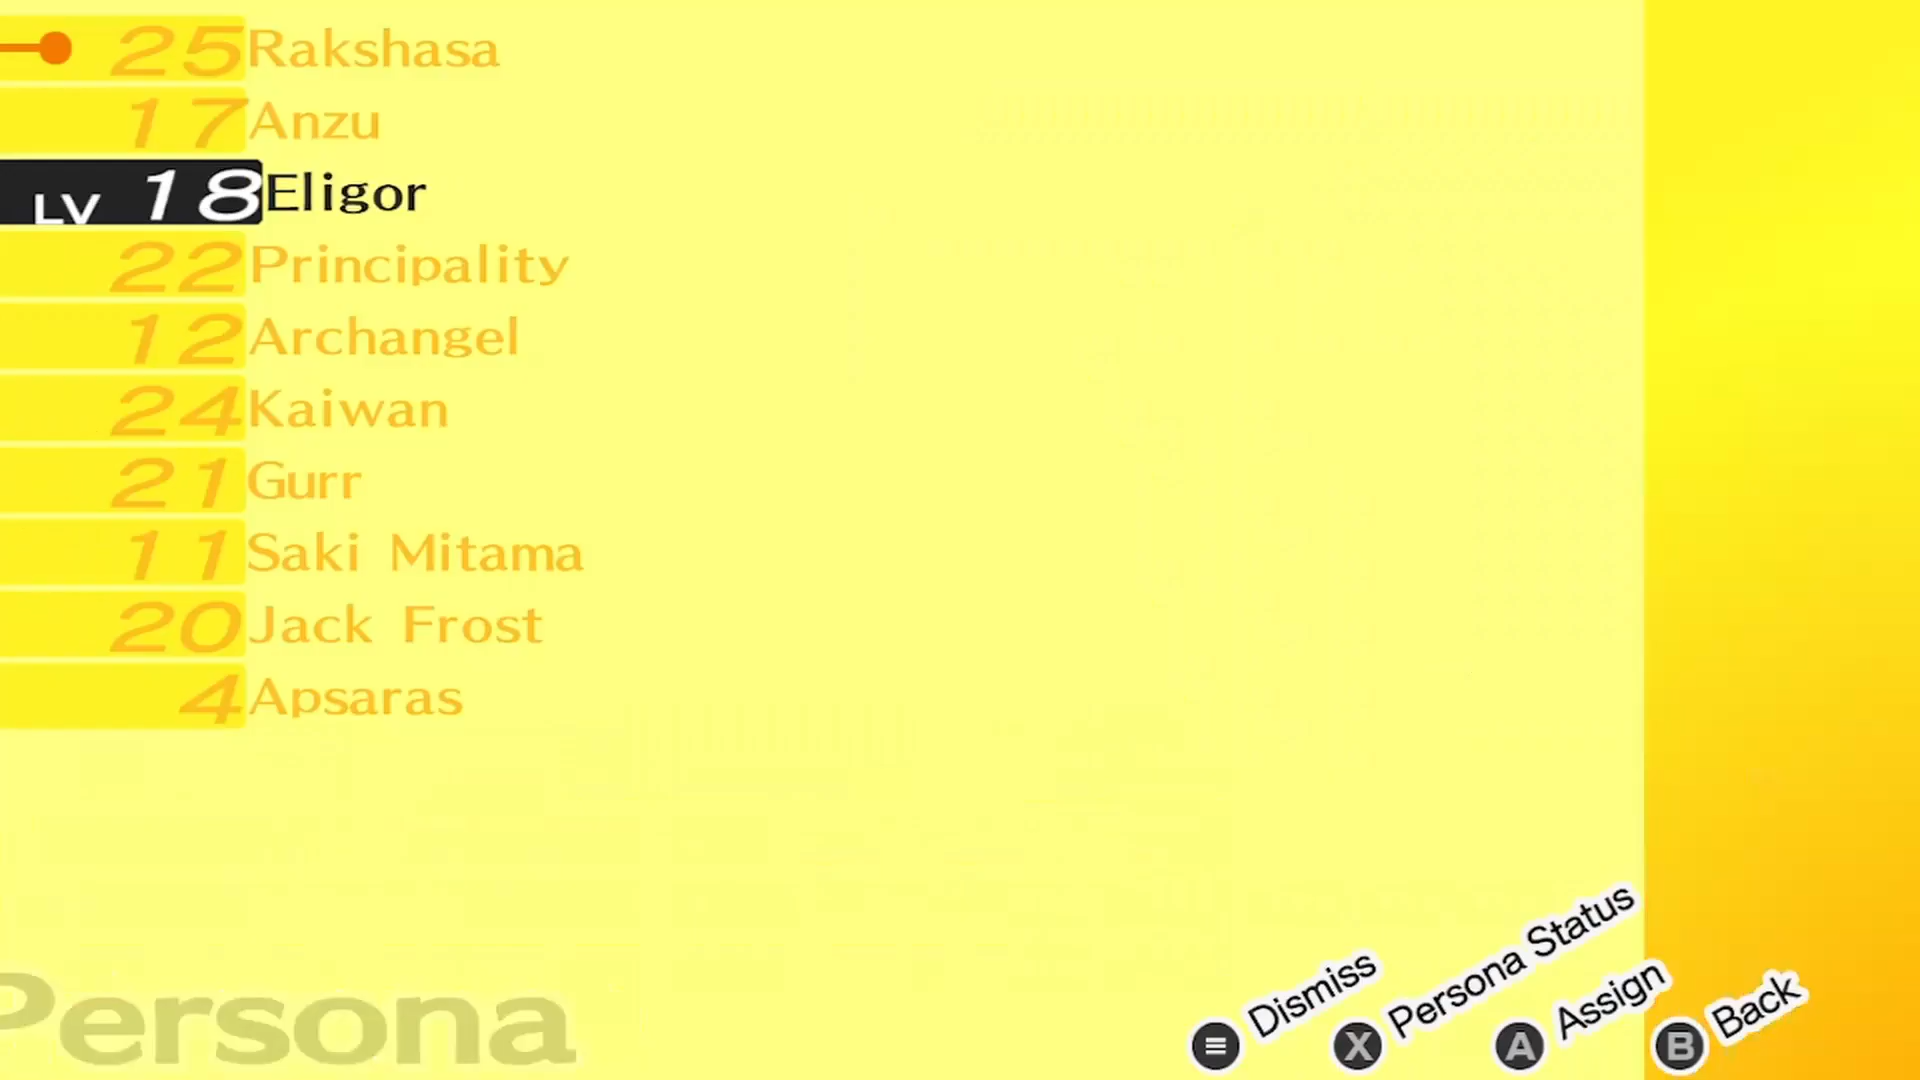 25 Rakshasa
17 Anzu
LV 18 Eligor
22 Principality
12 Archangel
24 Kaiwan
21 Gurr
11 Saki Mitama
20 Jack Frost
4 Apsaras
Persona
Dismiss
X Persona Status
A Assign
B Back